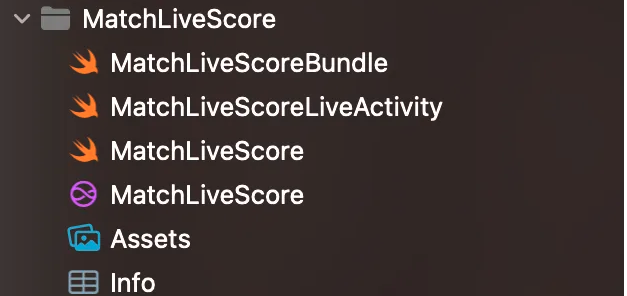 MatchLiveScore
MatchLiveScoreBundle
MatchLiveScoreLiveActivity
MatchLiveScore
MatchLiveScore
Assets
Info